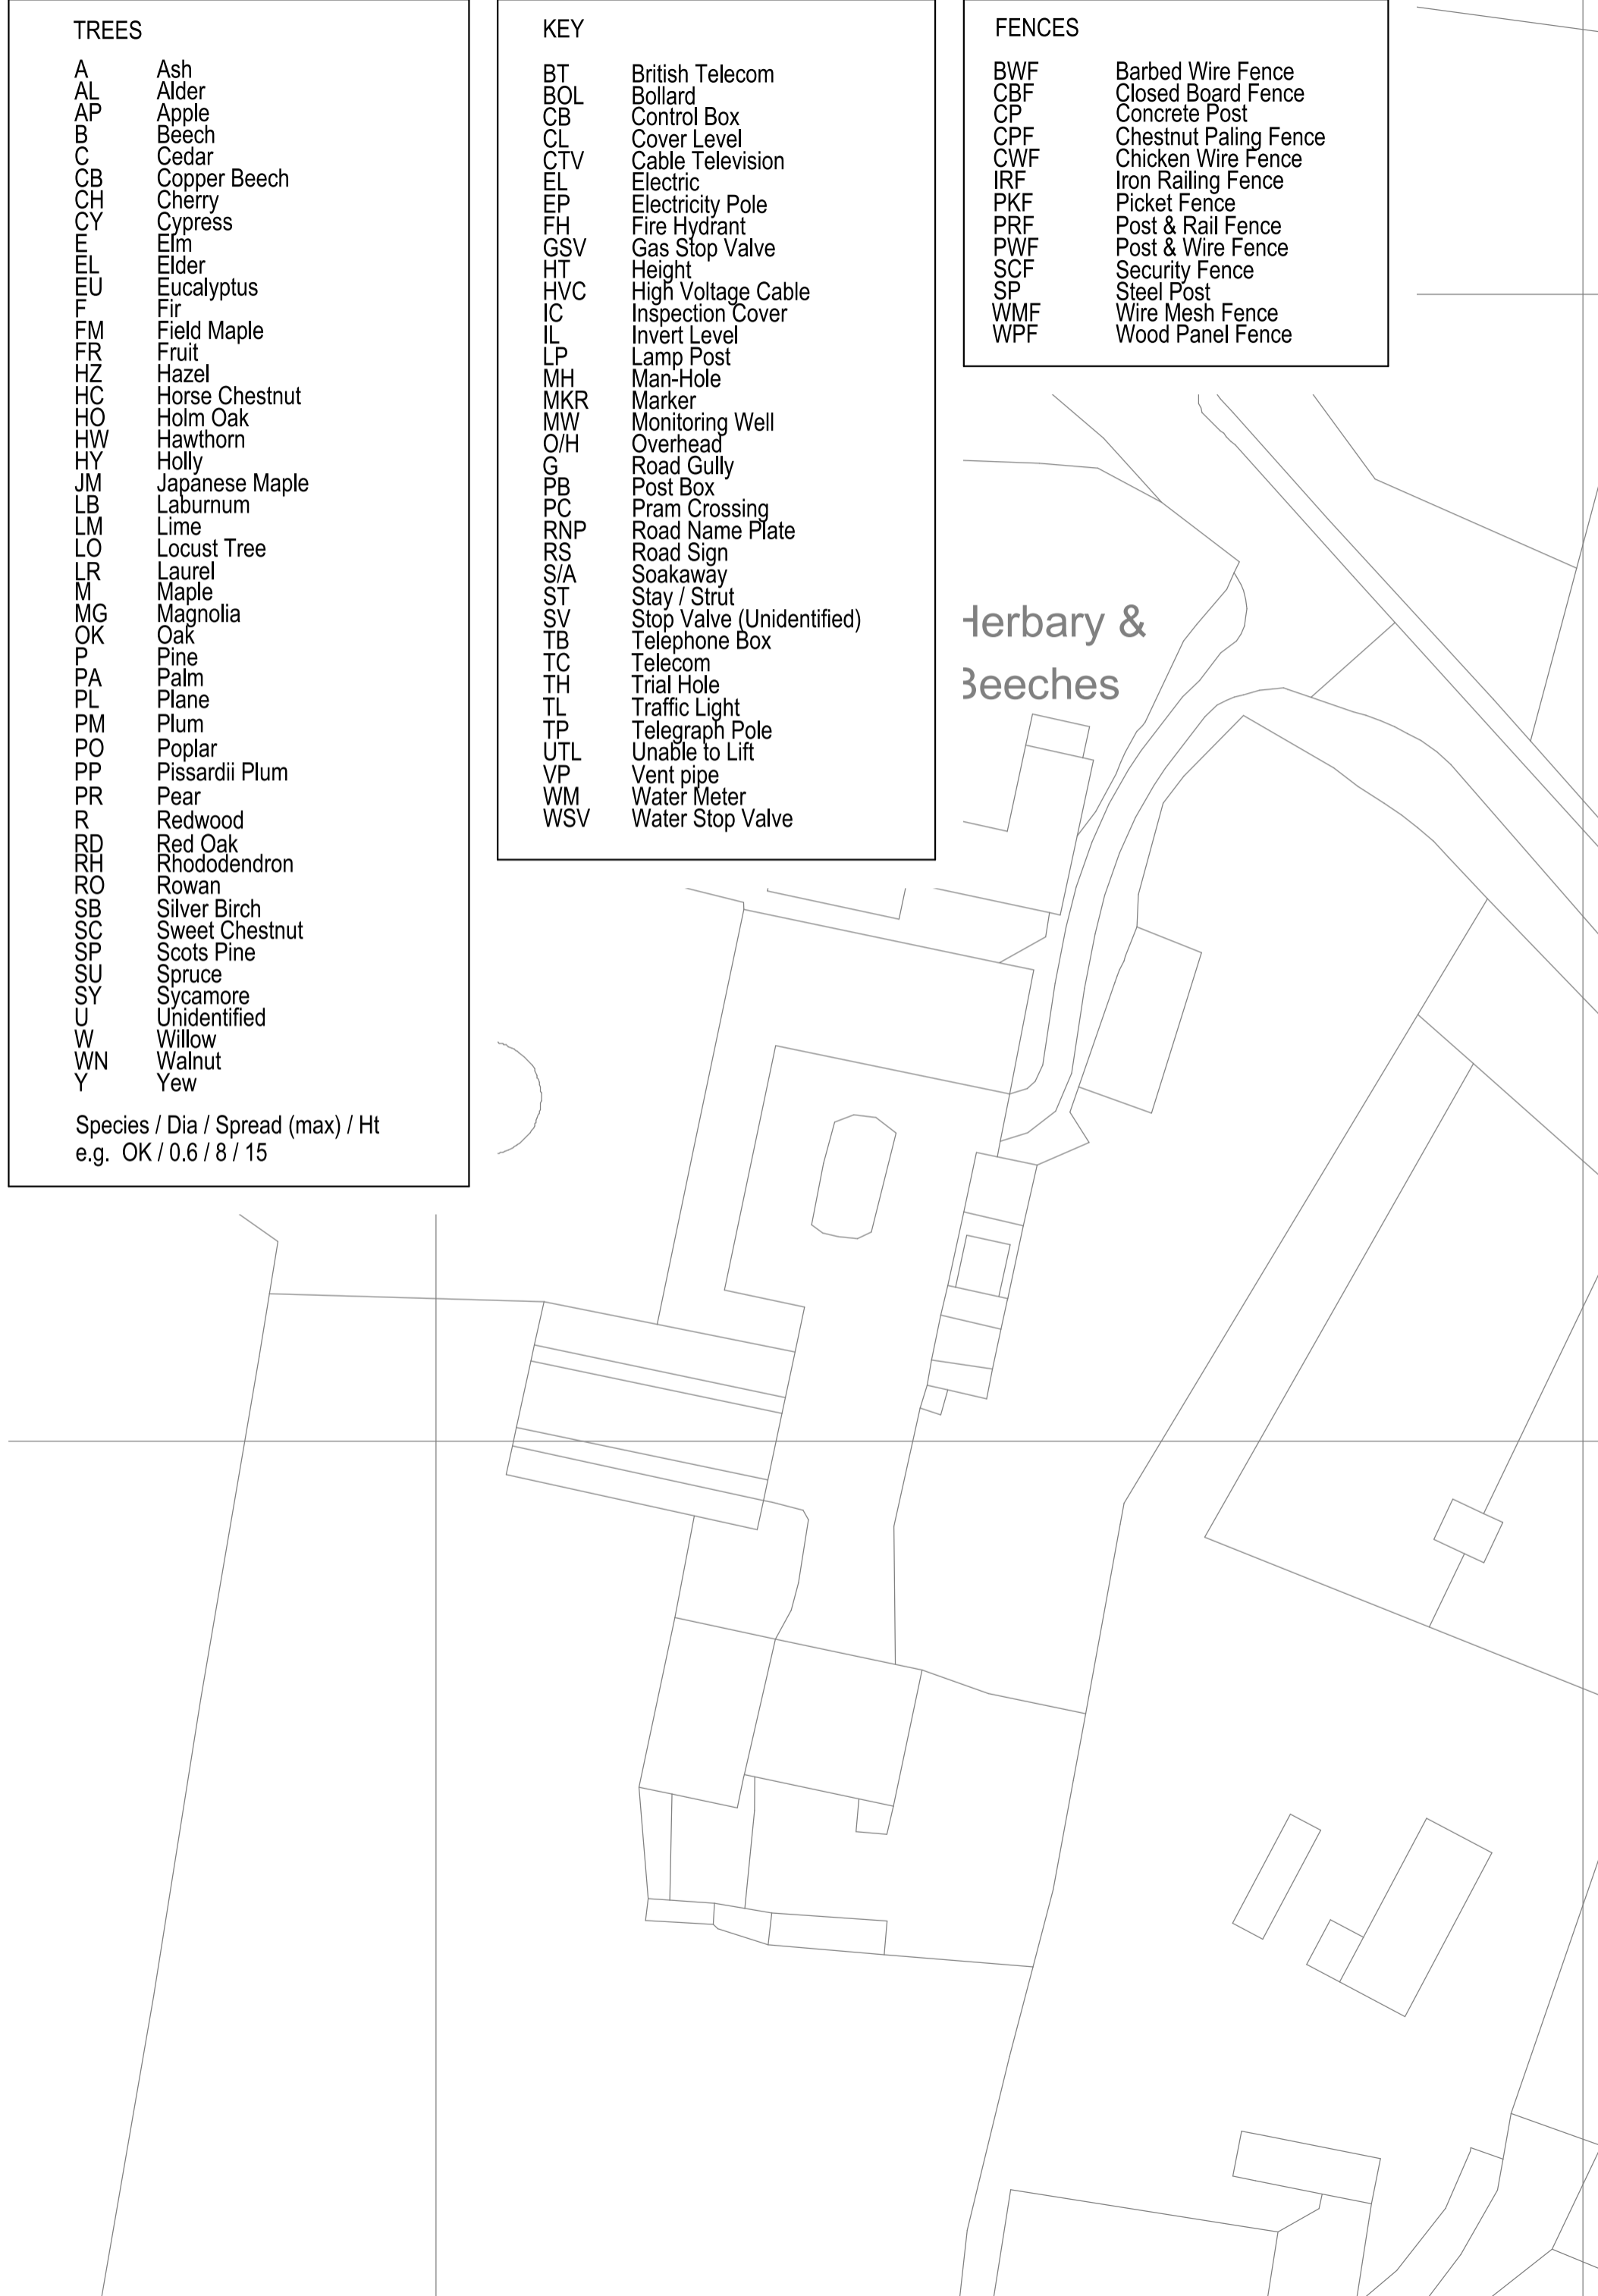 TREES
A Ash
AL Alder
AP Apple
B Beech
C Cedar
CB Copper Beech
CH Cherry
CY Cypress
E Elm
EL Elder
EU Eucalyptus
F Fir
FM Field Maple
FR Fruit
HZ Hazel
HC Horse Chestnut
HO Holm Oak
HW Hawthorn
HY Holly
JM Japanese Maple
LB Laburnum
LM Lime
LO Locust Tree
LR Laurel
M Maple
MG Magnolia
OK Oak
P Pine
PA Palm
PL Plane
PM Plum
PO Poplar
PP Pissardii Plum
PR Pear
R Redwood
RD Red Oak
RH Rhododendron
RO Rowan
SB Silver Birch
SC Sweet Chestnut
SP Scots Pine
SU Spruce
SY Sycamore
U Unidentified
W Willow
WN Walnut
Y Yew
Species / Dia / Spread (max) / Ht
e.g. OK / 0.6 / 8 / 15
KEY
BT British Telecom
BOL Bollard
CB Control Box
CL Cover Level
CTV Cable Television
EL Electric
EP Electricity Pole
FH Fire Hydrant
GSV Gas Stop Valve
HT Height
HVC High Voltage Cable
IC Inspection Cover
IL Invert Level
LP Lamp Post
MH Man-Hole
MKR Marker
MW Monitoring Well
O/H Overhead
G Road Gully
PB Post Box
PC Pram Crossing
RNP Road Name Plate
RS Road Sign
S/A Soakaway
ST Stay / Strut
SV Stop Valve (Unidentified)
TB Telephone Box
TC Telecom
TH Trial Hole
TL Traffic Light
TP Telegraph Pole
UTL Unable to Lift
VP Vent pipe
WM Water Meter
WSV Water Stop Valve
FENCES
BWF Barbed Wire Fence
CBF Closed Board Fence
CP Concrete Post
CPF Chestnut Paling Fence
CWF Chicken Wire Fence
IRF Iron Railing Fence
PKF Picket Fence
PRF Post & Rail Fence
PWF Post & Wire Fence
SCF Security Fence
SP Steel Post
WMF Wire Mesh Fence
WPF Wood Panel Fence
Herbary &
Beeches